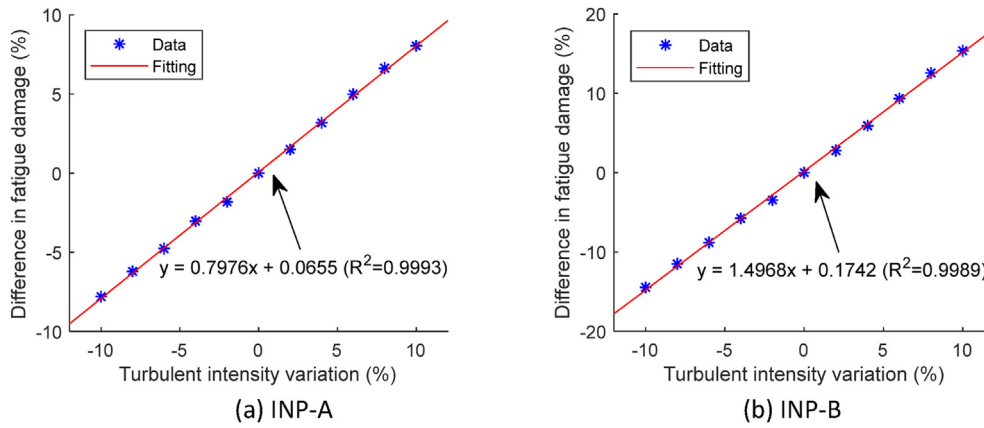 10
5
0
-5
-10
-10
-5
0
5
10
Difference in fatigue damage (%)
Turbulent intensity variation (%)
Data
Fitting
y = 0.7976x + 0.0655 (R²=0.9993)
(a) INP-A
20
10
0
-10
-20
-10
-5
0
5
10
Difference in fatigue damage (%)
Turbulent intensity variation (%)
Data
Fitting
y = 1.4968x + 0.1742 (R²=0.9989)
(b) INP-B